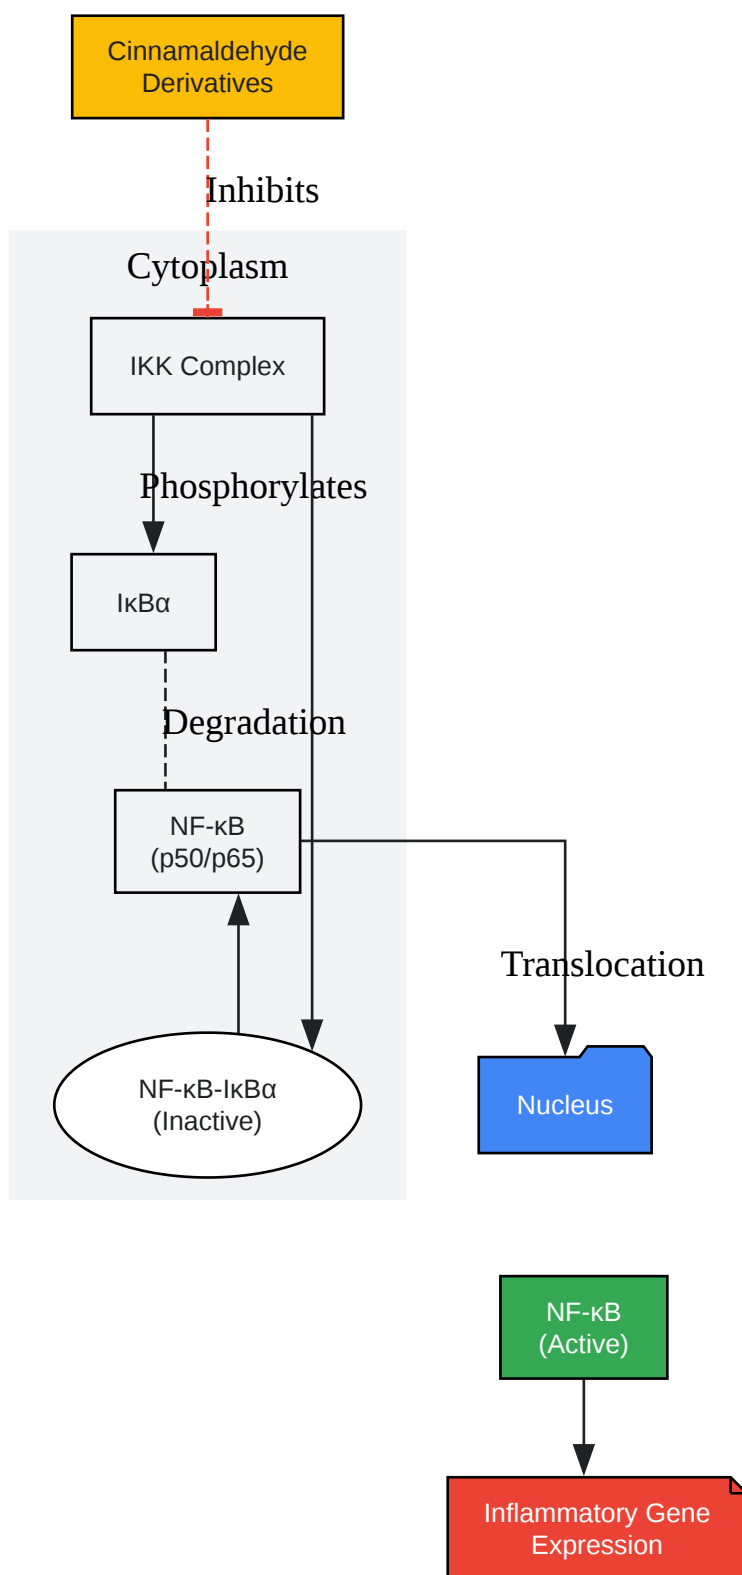 Cinnamaldehyde
Derivatives
Inhibits
Cytoplasm
IKK Complex
Phosphorylates
IκBα
Degradation
NF-κB
(p50/p65)
Translocation
NF-κB-IκBα
(Inactive)
Nucleus
NF-κB
(Active)
Inflammatory Gene
Expression